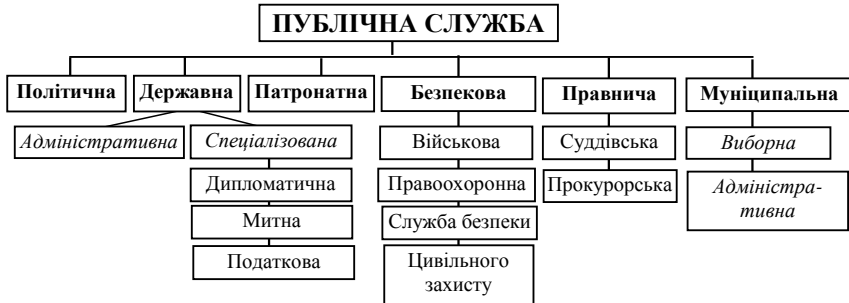 ПУБЛІЧНА СЛУЖБА
Політична
Державна
Патронатна
Безпекова
Правнича
Муніципальна
Адміністративна
Спеціалізована
Військова
Суддівська
Виборна
Дипломатична
Правоохоронна
Прокурорська
Адміністра-
тивна
Митна
Служба безпеки
Податкова
Цивільного
захисту